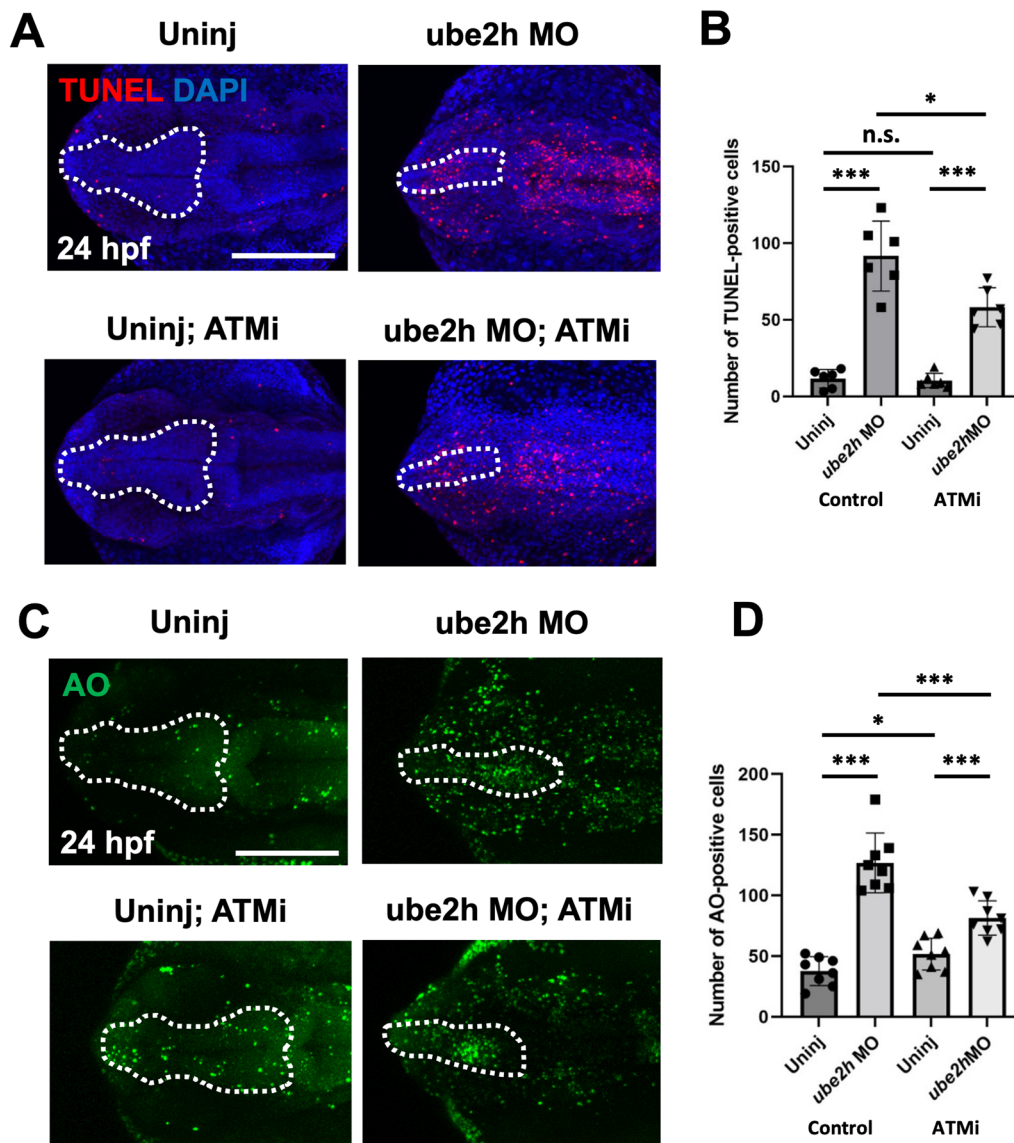 A
Uninj
ube2h MO
TUNEL DAPI
24 hpf
Uninj; ATMi
ube2h MO; ATMi
B
*
n.s.
***
***
Number of TUNEL-positive cells
150
100
50
0
Uninj
ube2h MO
Uninj
ube2hMO
Control
ATMi
C
Uninj
ube2h MO
AO
24 hpf
Uninj; ATMi
ube2h MO; ATMi
D
***
*
***
***
Number of AO-positive cells
200
150
100
50
0
Uninj
ube2h MO
Uninj
ube2hMO
Control
ATMi